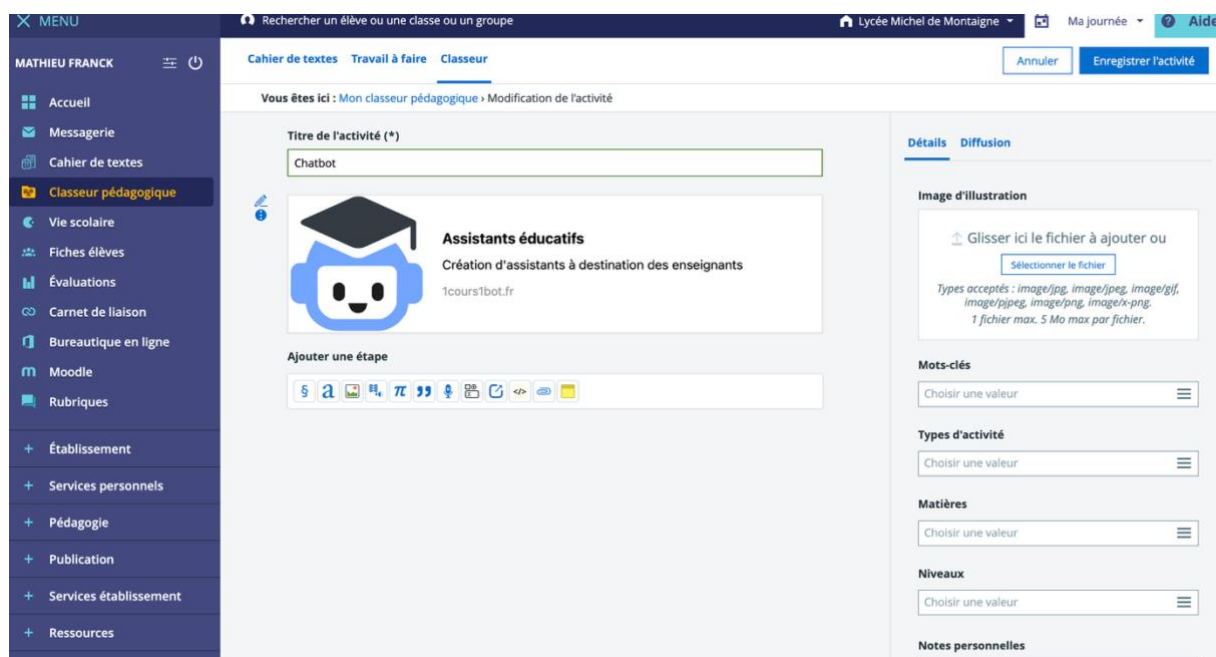 MENU
Rechercher un élève ou une classe ou un groupe
Lycée Michel de Montaigne
Ma journée
Aide
MATHIEU FRANCK
Accueil
Messagerie
Cahier de textes
Classeur pédagogique
Vie scolaire
Fiches élèves
Évaluations
Carnet de liaison
Bureautique en ligne
Moodle
Rubriques
+ Établissement
+ Services personnels
+ Pédagogie
+ Publication
+ Services établissement
+ Ressources
Cahier de textes Travail à faire Classeur
Annuler
Enregistrer l'activité
Vous êtes ici : Mon classeur pédagogique › Modification de l'activité
Titre de l'activité (*)
Chatbot
Assistants éducatifs
Création d'assistants à destination des enseignants
1cours1bot.fr
Ajouter une étape
§ a π </>
Détails Diffusion
Image d'illustration
Glisser ici le fichier à ajouter ou
Sélectionner le fichier
Types acceptés : image/jpg, image/jpeg, image/gif,
image/pjpeg, image/png, image/x-png.
1 fichier max. 5 Mo max par fichier.
Mots-clés
Choisir une valeur
Types d'activité
Choisir une valeur
Matières
Choisir une valeur
Niveaux
Choisir une valeur
Notes personnelles